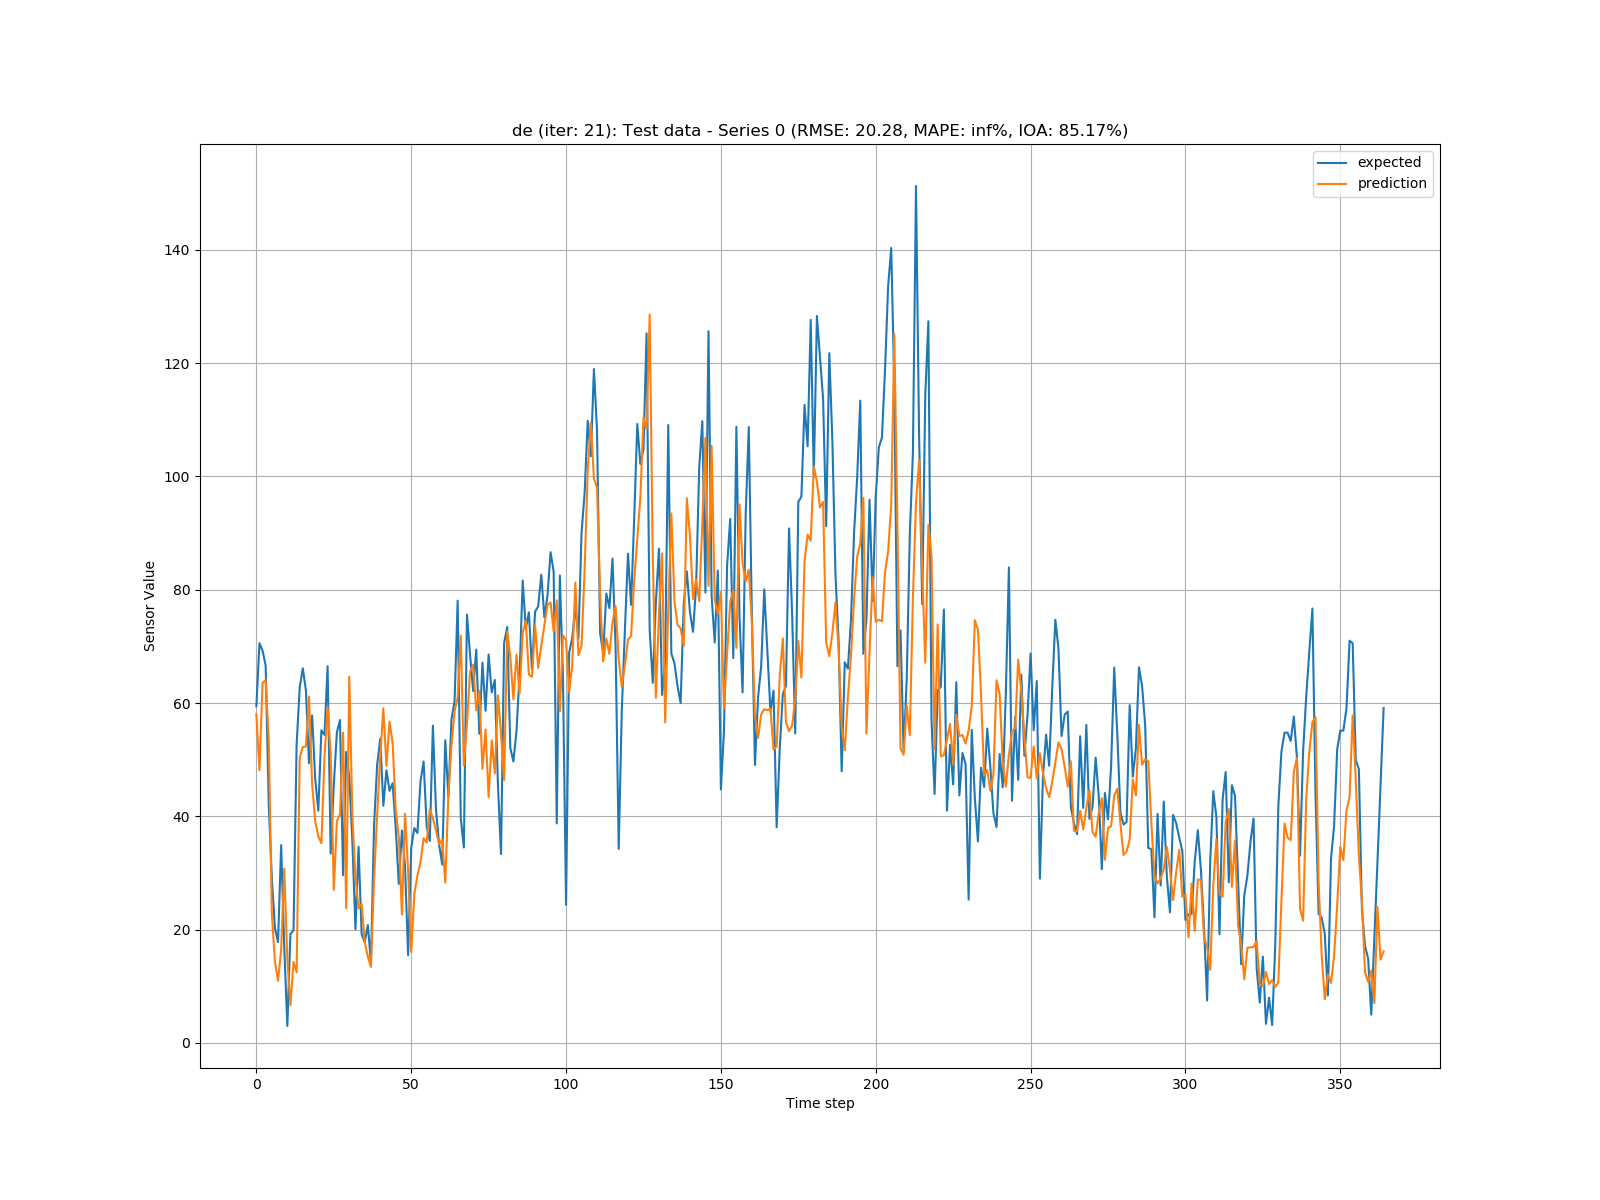 de (iter: 21): Test data - Series 0 (RMSE: 20.28, MAPE: inf%, IOA: 85.17%)
expected
prediction
140
120
100
80
60
40
20
0
Sensor Value
0 50 100 150 200 250 300 350
Time step